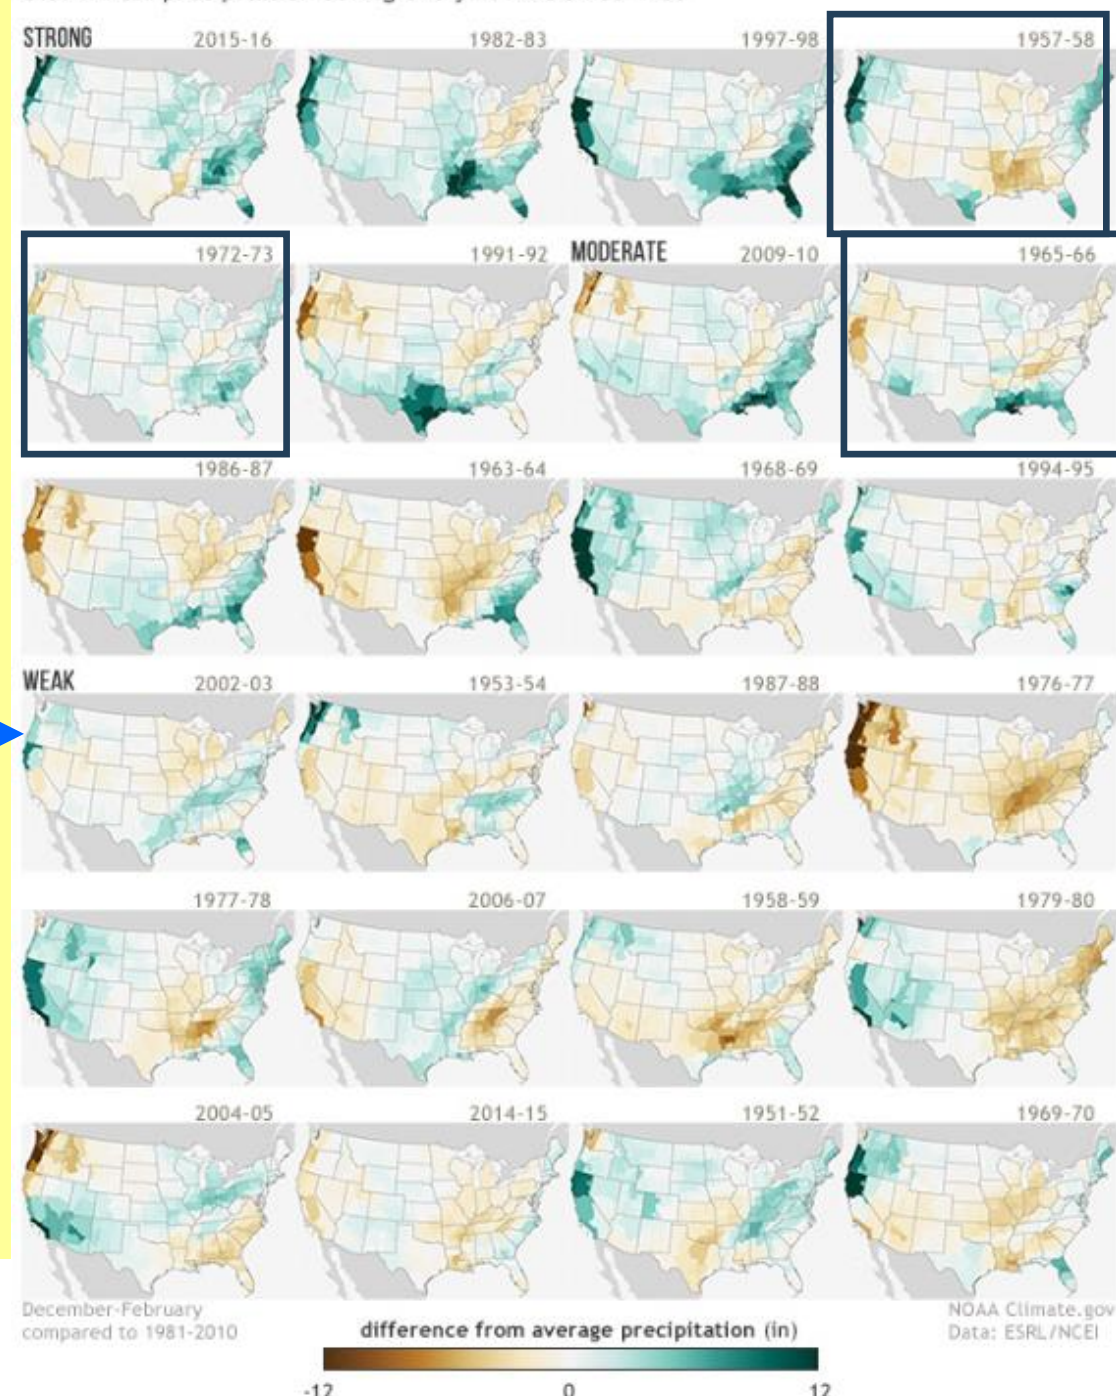 STRONG 2015-16 1982-83 1997-98 1957-58
1972-73 1991-92 MODERATE 2009-10 1965-66
1986-87 1963-64 1968-69 1994-95
WEAK 2002-03 1953-54 1987-88 1976-77
1977-78 2006-07 1958-59 1979-80
2004-05 2014-15 1951-52 1969-70
December-February
compared to 1981-2010
difference from average precipitation (in)
NOAA Climate.gov
Data: ESRL/NCEI
-12 0 12